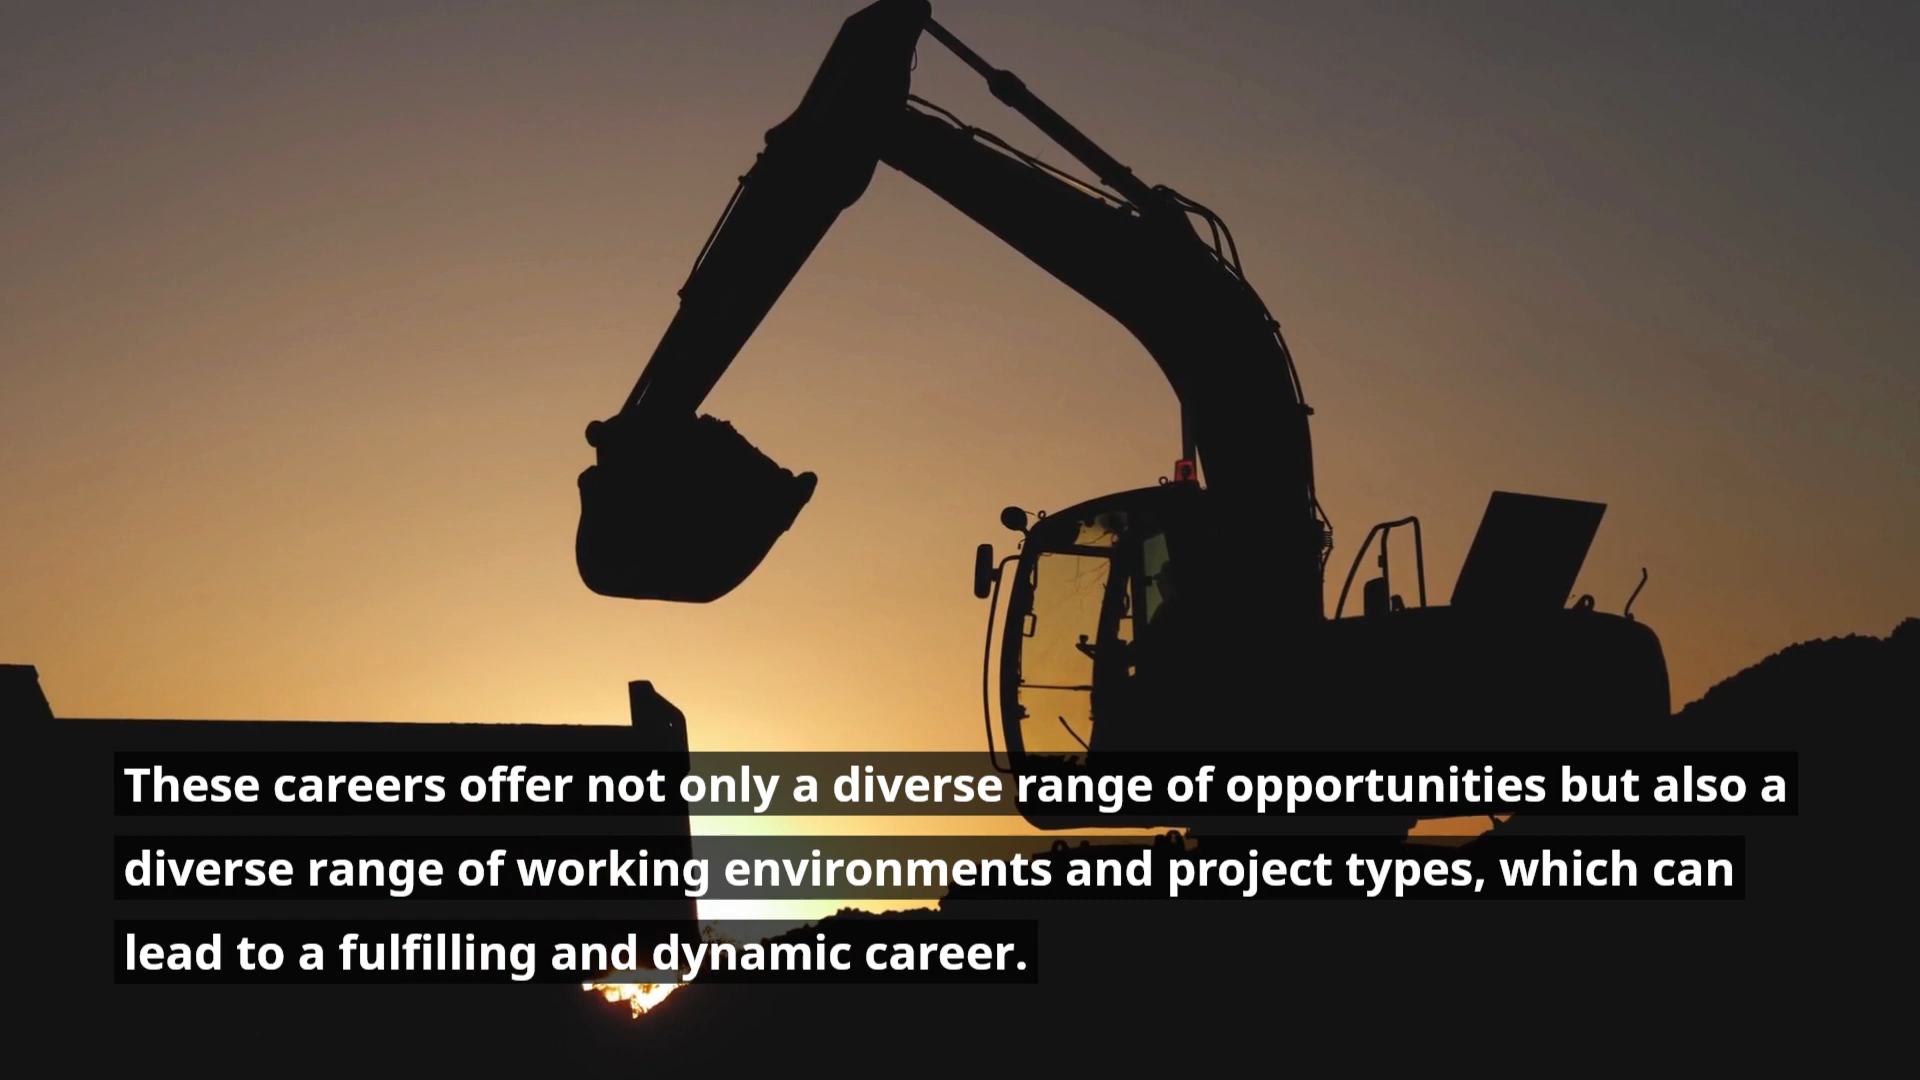 These careers offer not only a diverse range of opportunities but also a
diverse range of working environments and project types, which can
lead to a fulfilling and dynamic career.